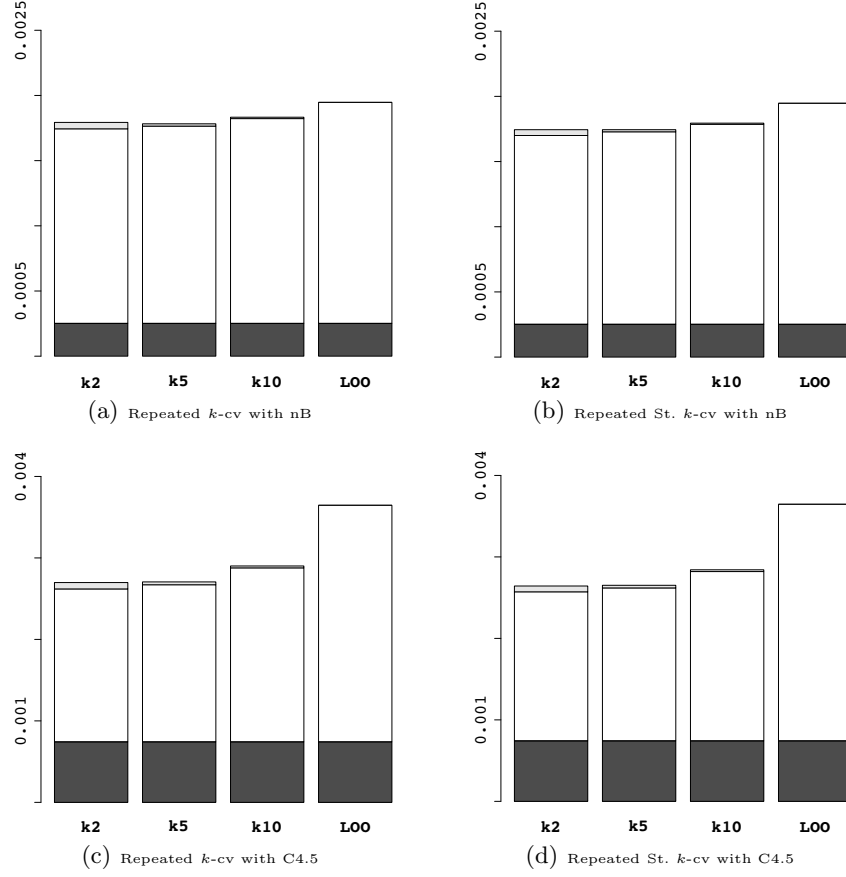 0.0025
0.0005
k2 k5 k10 LOO
(a) Repeated k-cv with nB
0.0025
0.0005
k2 k5 k10 LOO
(b) Repeated St. k-cv with nB
0.004
0.001
k2 k5 k10 LOO
(c) Repeated k-cv with C4.5
0.004
0.001
k2 k5 k10 LOO
(d) Repeated St. k-cv with C4.5